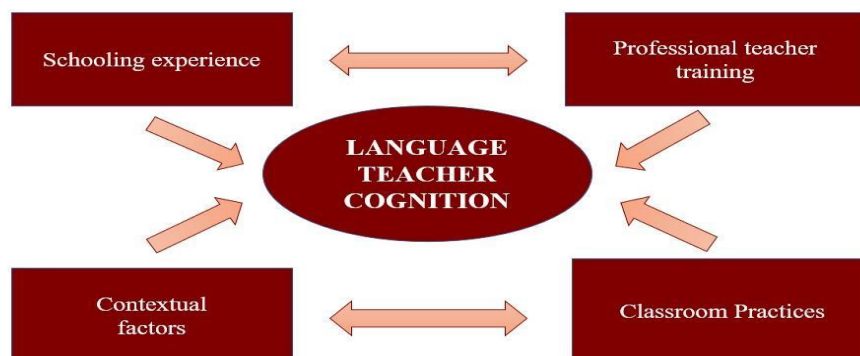 Schooling experience
Professional teacher
training
LANGUAGE
TEACHER
COGNITION
Contextual
factors
Classroom Practices